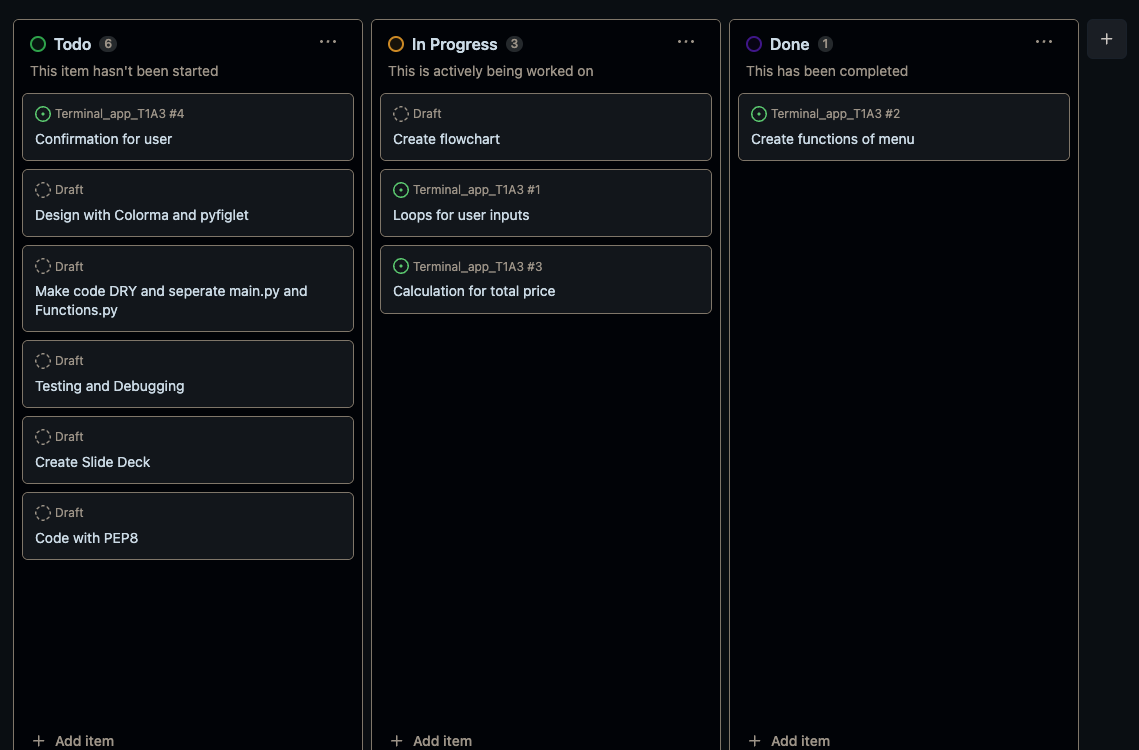 Todo 6
This item hasn't been started
Terminal_app_T1A3 #4
Confirmation for user
Draft
Design with Colorma and pyfiglet
Draft
Make code DRY and seperate main.py and
Functions.py
Draft
Testing and Debugging
Draft
Create Slide Deck
Draft
Code with PEP8
+ Add item
In Progress 3
This is actively being worked on
Draft
Create flowchart
Terminal_app_T1A3 #1
Loops for user inputs
Terminal_app_T1A3 #3
Calculation for total price
+ Add item
Done 1
This has been completed
Terminal_app_T1A3 #2
Create functions of menu
+ Add item